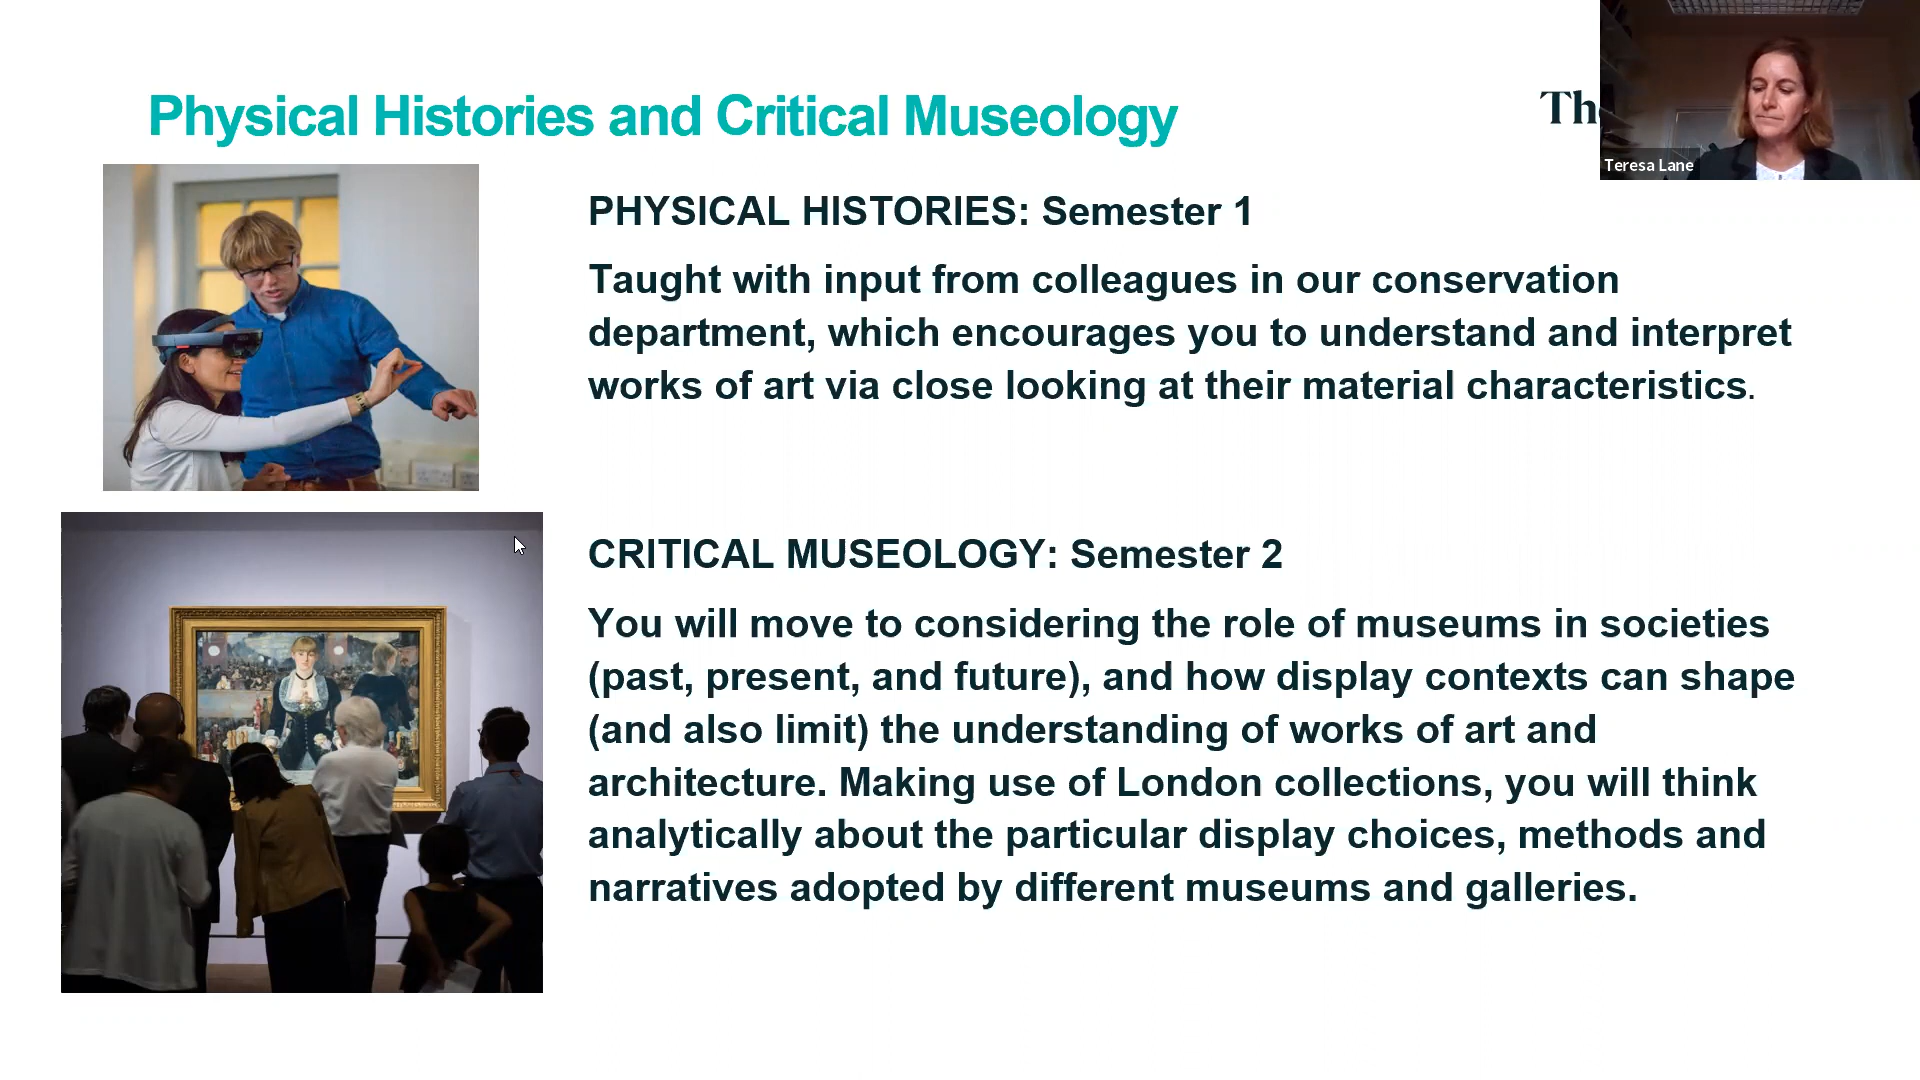 Physical Histories and Critical Museology
Teresa Lane
PHYSICAL HISTORIES: Semester 1
Taught with input from colleagues in our conservation
department, which encourages you to understand and interpret
works of art via close looking at their material characteristics.
CRITICAL MUSEOLOGY: Semester 2
You will move to considering the role of museums in societies
(past, present, and future), and how display contexts can shape
(and also limit) the understanding of works of art and
architecture. Making use of London collections, you will think
analytically about the particular display choices, methods and
narratives adopted by different museums and galleries.